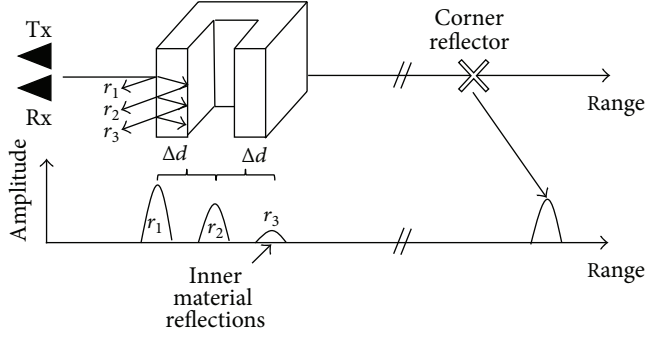 Tx
Rx
r1
r2
r3
Corner
reflector
Range
Δd
Δd
Amplitude
r1
r2
r3
Inner
material
reflections
Range